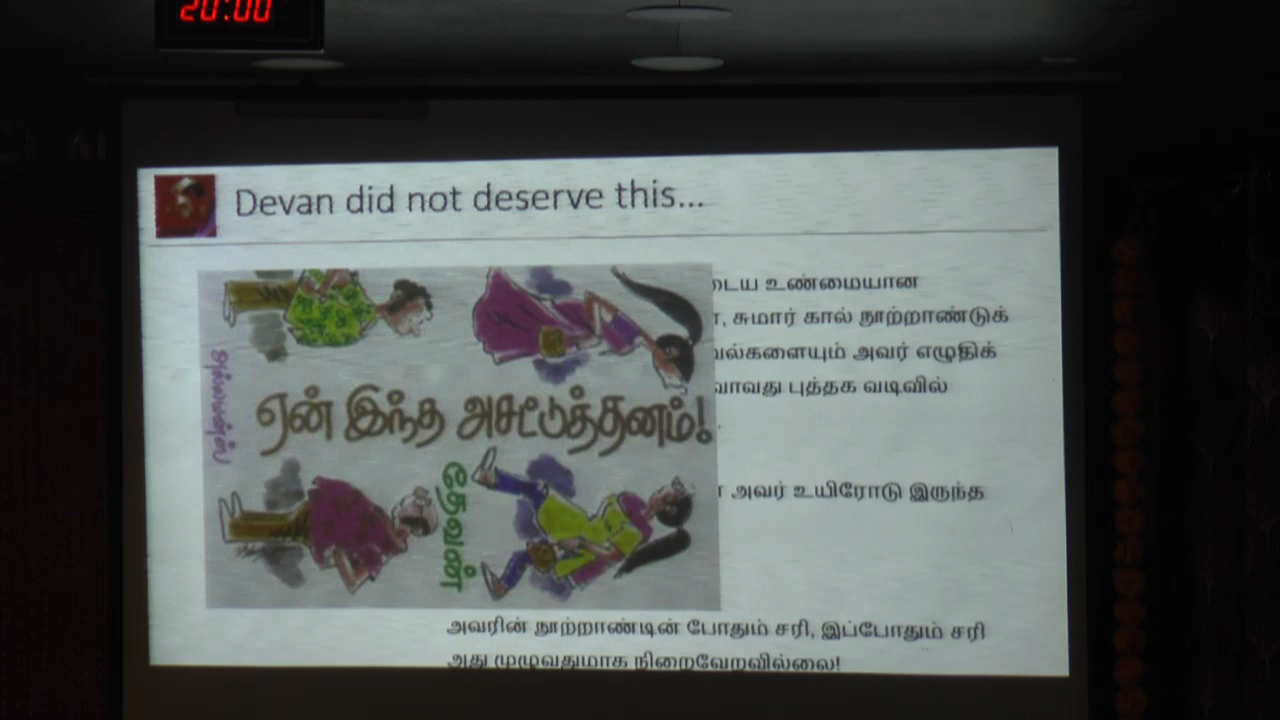 20:00
Devan did not deserve this...
டைய உண்மையான
, சுமார் கால் நூற்றாண்டுக்
வல்களையும் அவர் எழுதிக்
வாவது புத்தக வடிவில்
ஏன் இந்த அசட்டுத்தனம்!
தேவன்
அவர் உயிரோடு இருந்த
அவரின் நூற்றாண்டின் போதும் சரி, இப்போதும் சரி
அது முழுவதுமாக நிறைவேறவில்லை!